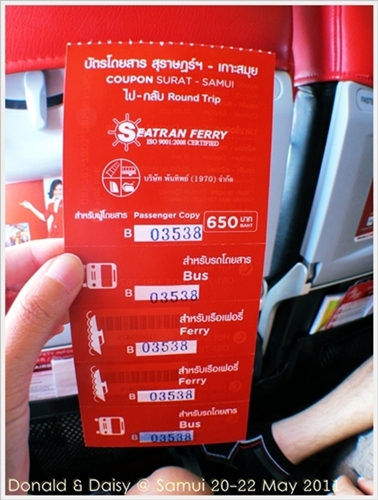 บัตรโดยสาร สุราษฎร์ฯ - เกาะสมุย
COUPON SURAT - SAMUI
ไป-กลับ Round Trip
SEATRAN FERRY
ISO 9001:2008 CERTIFIED
บริษัท พันทิพย์ (1970) จำกัด
สำหรับผู้โดยสาร Passenger Copy 650 บาท BAHT
B 03538
สำหรับรถโดยสาร
Bus
B 03538
สำหรับเรือเฟอรี่
Ferry
B 03538
สำหรับเรือเฟอรี่
Ferry
B 03538
สำหรับรถโดยสาร
Bus
B 03538
Donald & Daisy @ Samui 20-22 May 2011